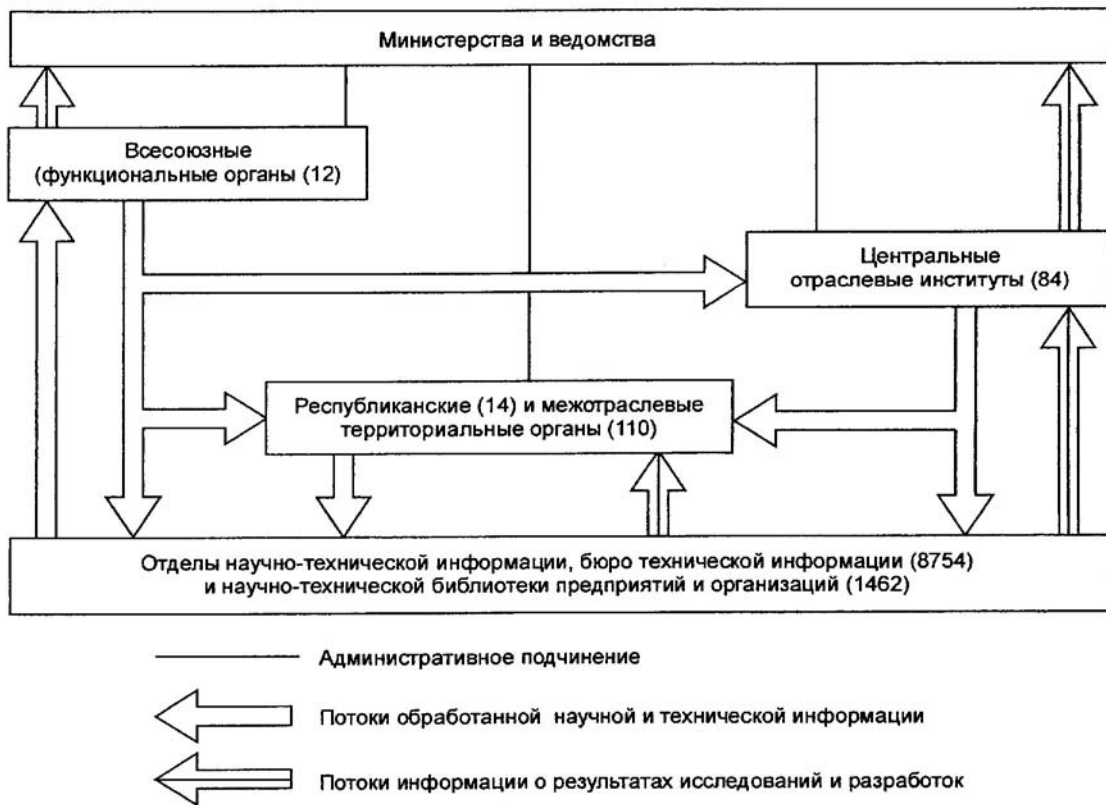 Министерства и ведомства
Всесоюзные
(функциональные органы (12)
Центральные
отраслевые институты (84)
Республиканские (14) и межотраслевые
территориальные органы (110)
Отделы научно-технической информации, бюро технической информации (8754)
и научно-технической библиотеки предприятий и организаций (1462)
Административное подчинение
Потоки обработанной научной и технической информации
Потоки информации о результатах исследований и разработок